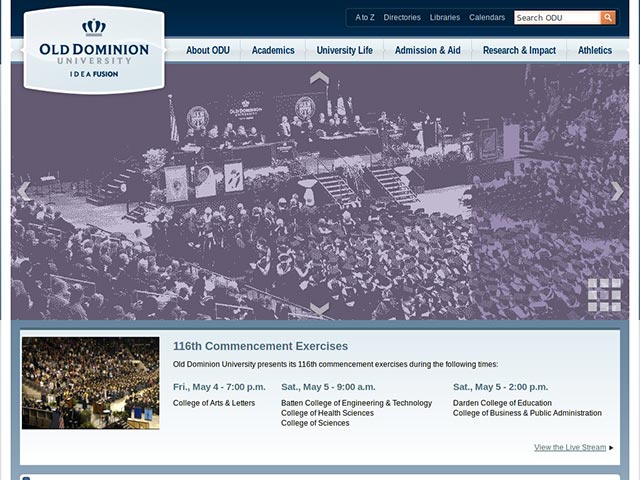 A to Z Directories Libraries Calendars Search ODU
OLD DOMINION
UNIVERSITY
IDEA FUSION
About ODU Academics University Life Admission & Aid Research & Impact Athletics
116th Commencement Exercises
Old Dominion University presents its 116th commencement exercises during the following times:
Fri., May 4 - 7:00 p.m.
College of Arts & Letters
Sat., May 5 - 9:00 a.m.
Batten College of Engineering & Technology
College of Health Sciences
College of Sciences
Sat., May 5 - 2:00 p.m.
Darden College of Education
College of Business & Public Administration
View the Live Stream